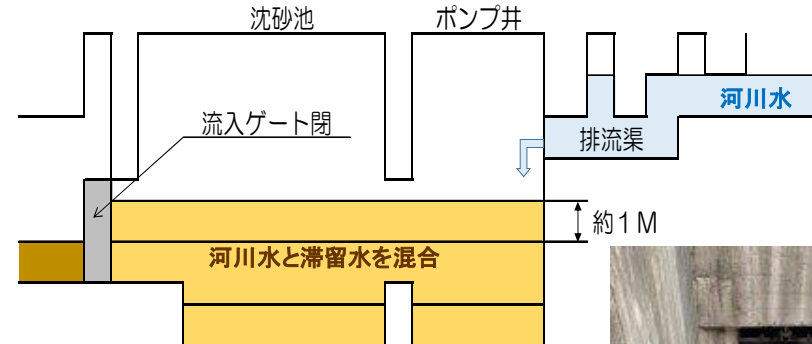 沈砂池
ポンプ井
河川水
流入ゲート閉
排流渠
約1M
河川水と滞留水を混合